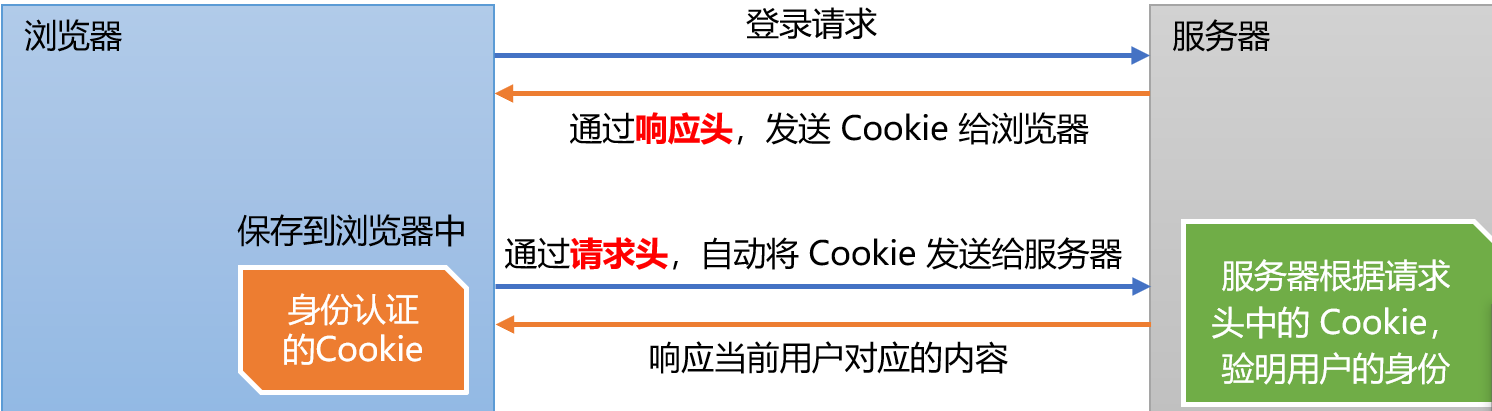 浏览器
登录请求
服务器
通过响应头，发送 Cookie 给浏览器
保存到浏览器中
通过请求头，自动将 Cookie 发送给服务器
身份认证
的Cookie
服务器根据请求
头中的 Cookie，
验明用户的身份
响应当前用户对应的内容